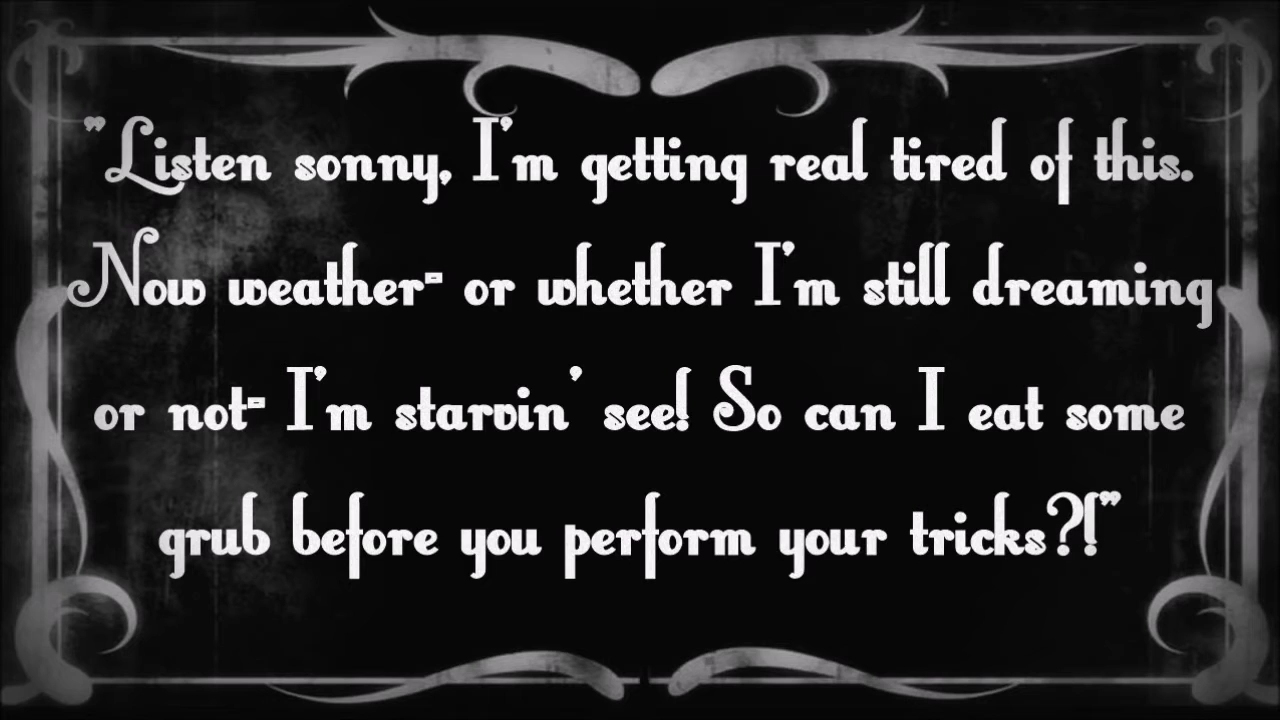 "Listen sonny, I'm getting real tired of this.
Now weather- or whether I'm still dreaming
or not- I'm starvin' see! So can I eat some
grub before you perform your tricks?!"